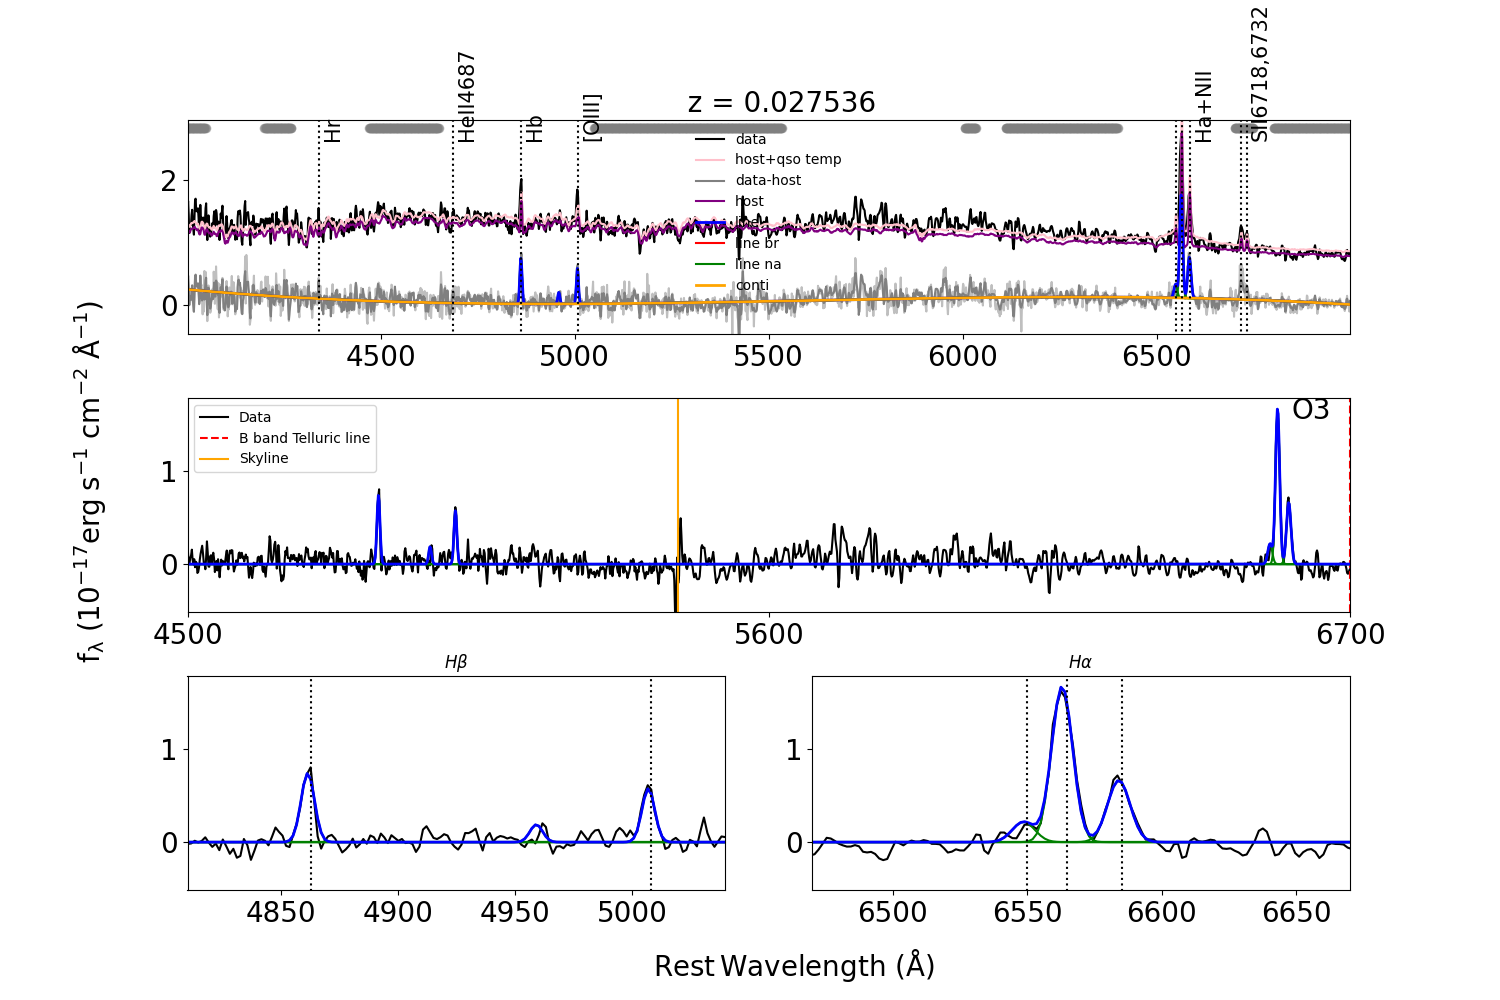 z = 0.027536
Hr
HeII4687
Hb
[OIII]
Ha+NII
SII6718,6732
data
host+qso temp
data-host
host
line
line br
line na
conti
2
0
4500 5000 5500 6000 6500
fλ (10⁻¹⁷erg s⁻¹ cm⁻² Å⁻¹)
Data
B band Telluric line
Skyline
O3
1
0
4500 5600 6700
Hβ
1
0
4850 4900 4950 5000
Hα
1
0
6500 6550 6600 6650
Rest Wavelength (Å)